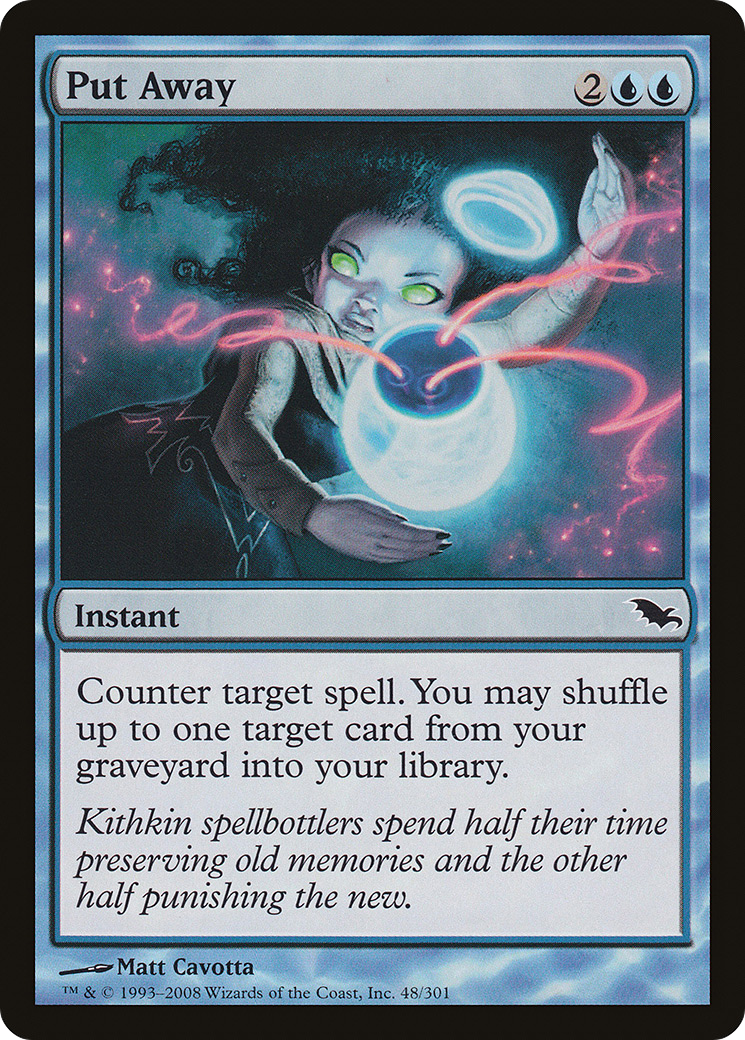 Put Away
2
Instant
Counter target spell. You may shuffle
up to one target card from your
graveyard into your library.
Kithkin spellbottlers spend half their time
preserving old memories and the other
half punishing the new.
Matt Cavotta
™ & © 1993–2008 Wizards of the Coast, Inc. 48/301